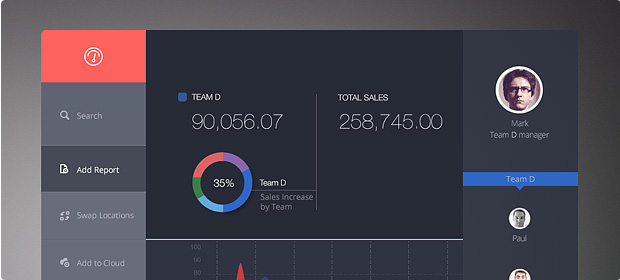 Search
Add Report
Swap Locations
Add to Cloud
TEAM D
90,056.07
TOTAL SALES
258,745.00
35%
Team D
Sales Increase
by Team
100
90
80
Mark
Team D manager
Team D
Paul